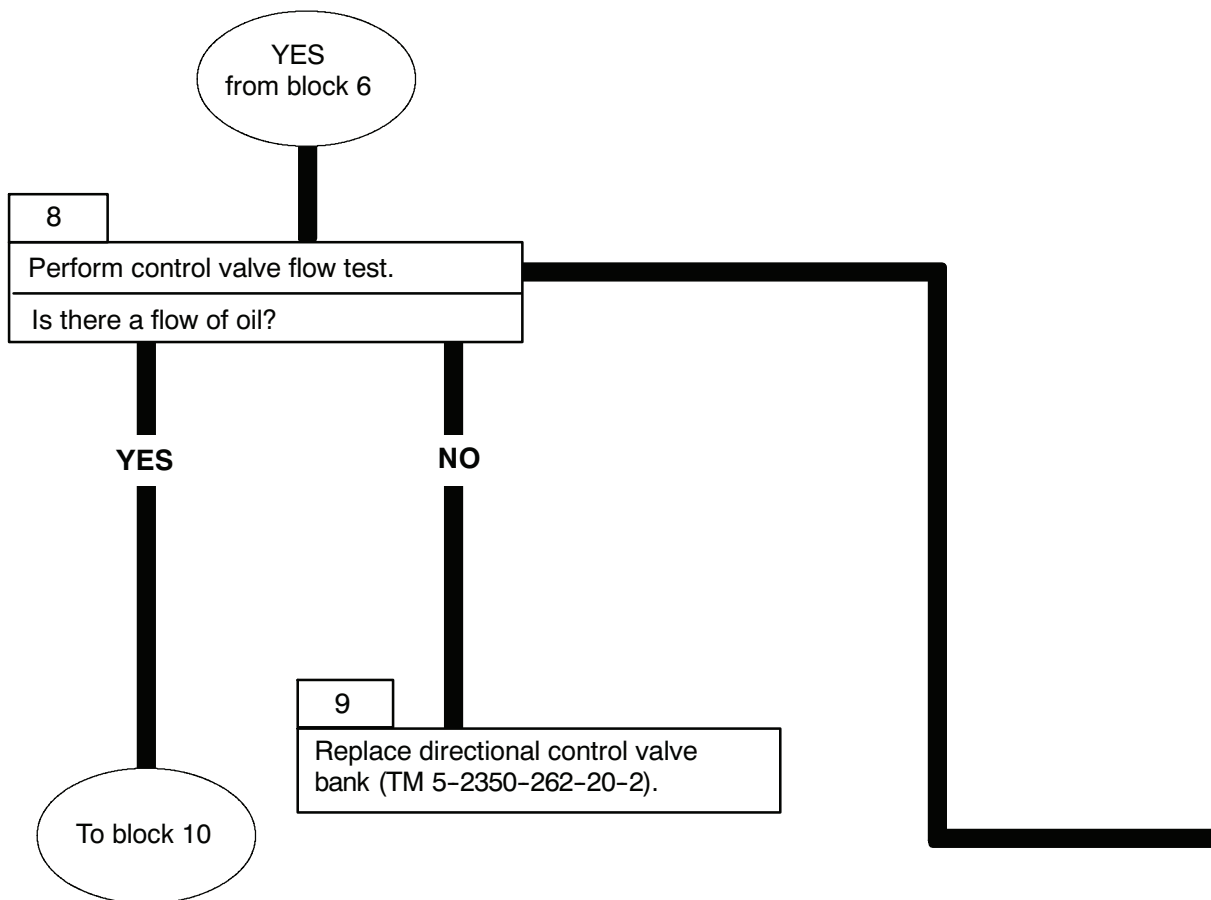 YES
from block 6
8
Perform control valve flow test.
Is there a flow of oil?
YES
NO
9
Replace directional control valve
bank (TM 5-2350-262-20-2).
To block 10